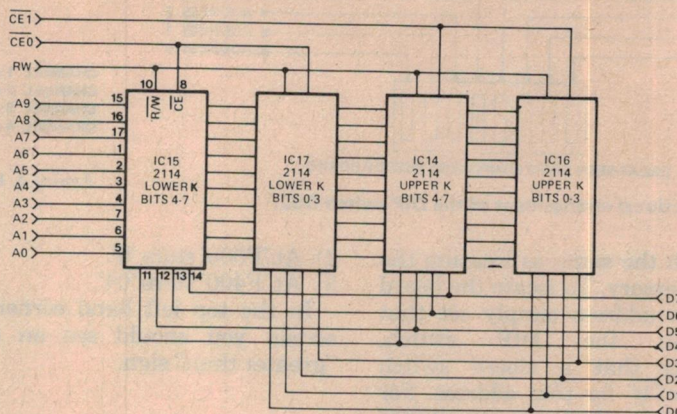 CE1
CE0
RW
10 8
R/W CE
A9 15
A8 16
A7 17
A6 1
A5 2
A4 3
A3 4
A2 7
A1 6
A0 5
IC15
2114
LOWER K
BITS 4-7
IC17
2114
LOWER K
BITS 0-3
IC14
2114
UPPER K
BITS 4-7
IC16
2114
UPPER K
BITS 0-3
11 12 13 14
D7
D6
D5
D4
D3
D2
D1
D0